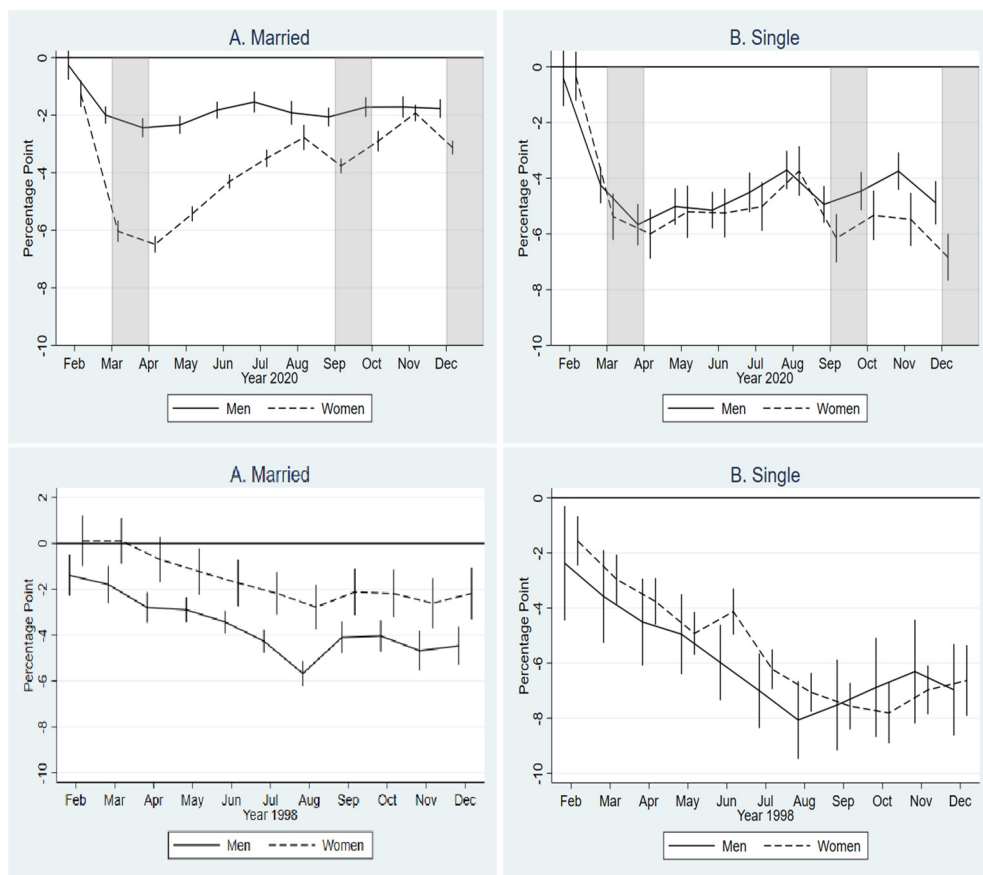 A. Married
Percentage Point
0
-2
-4
-6
-8
-10
Feb Mar Apr May Jun Jul Aug Sep Oct Nov Dec
Year 2020
Men Women
B. Single
Percentage Point
0
-2
-4
-6
-8
-10
Feb Mar Apr May Jun Jul Aug Sep Oct Nov Dec
Year 2020
Men Women
A. Married
Percentage Point
2
0
-2
-4
-6
-8
-10
Feb Mar Apr May Jun Jul Aug Sep Oct Nov Dec
Year 1998
Men Women
B. Single
Percentage Point
0
-2
-4
-6
-8
-10
Feb Mar Apr May Jun Jul Aug Sep Oct Nov Dec
Year 1998
Men Women